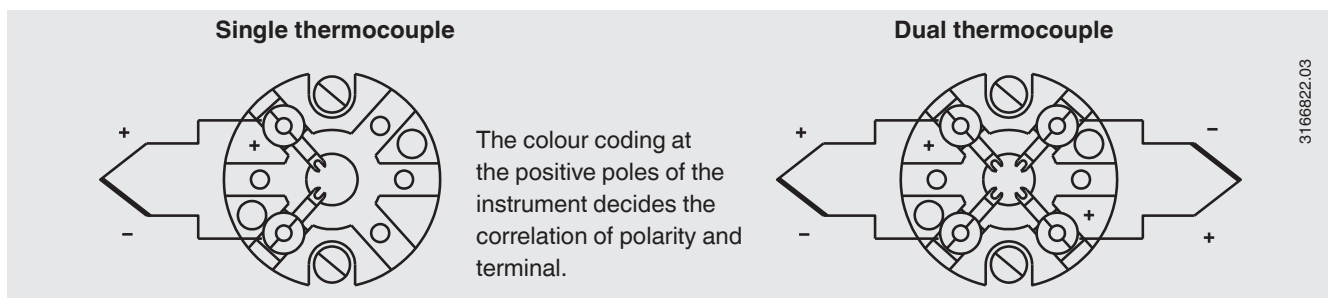 Single thermocouple
Dual thermocouple
+
+
−
The colour coding at
the positive poles of the
instrument decides the
correlation of polarity and
terminal.
+
+
−
−
+
+
3166822.03